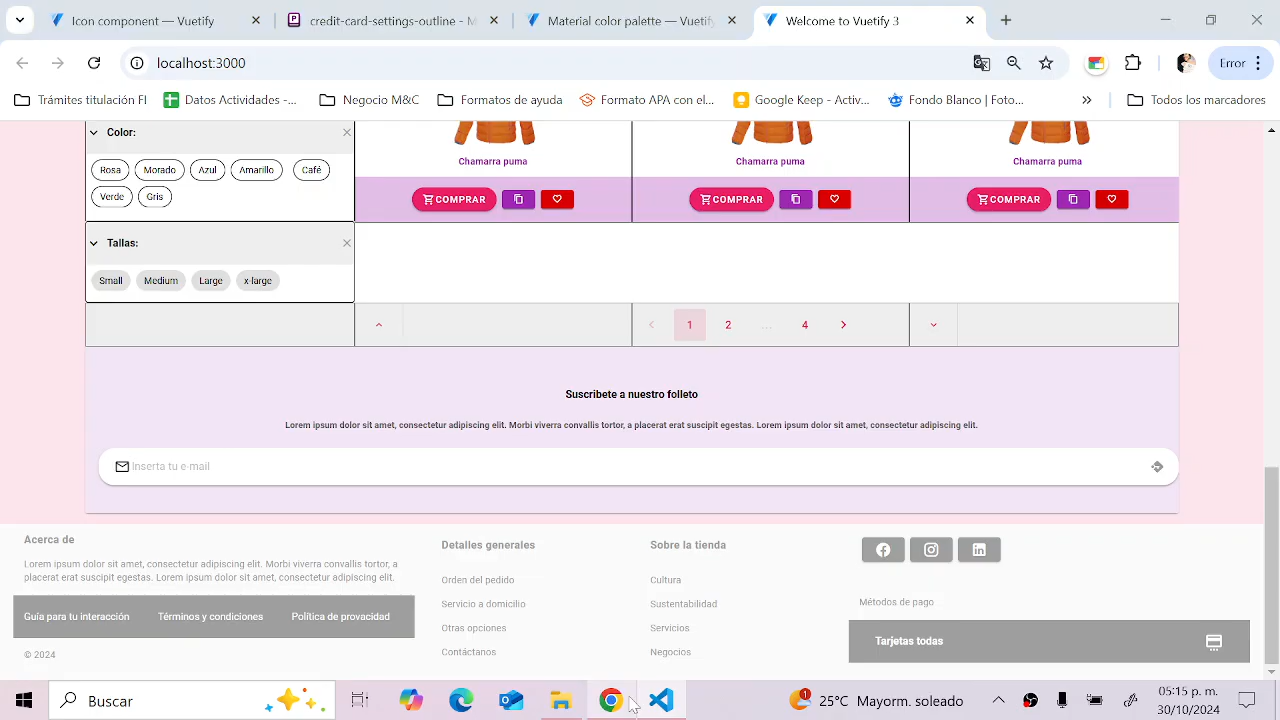 Icon component — Vuetify
credit-card-setting-outline - M
Material color palette — Vuetify
Welcome to Vuetify 3
localhost:3000
Error
Trámites titulación FI
Datos Actividades -...
Negocio M&C
Formatos de ayuda
Formato APA con el...
Google Keep - Activ...
Fondo Blanco | Foto...
Todos los marcadores
Color:
Rosa
Morado
Azul
Amarillo
Café
Verde
Gris
Chamarra puma
Chamarra puma
Chamarra puma
COMPRAR
COMPRAR
COMPRAR
Tallas:
Small
Medium
Large
x-large
1
2
...
4
Suscribete a nuestro folleto
Lorem ipsum dolor sit amet, consectetur adipiscing elit. Morbi viverra convallis tortor, a placerat erat suscipit egestas. Lorem ipsum dolor sit amet, consectetur adipiscing elit.
Inserta tu e-mail
Acerca de
Lorem ipsum dolor sit amet, consectetur adipiscing elit. Morbi viverra convallis tortor, a
placerat erat suscipit egestas. Lorem ipsum dolor sit amet, consectetur adipiscing elit.
Guía para tu interacción
Términos y condiciones
Política de provacidad
© 2024
Detalles generales
Orden del pedido
Servicio a domicilio
Otras opciones
Contáctanos
Sobre la tienda
Cultura
Sustentabilidad
Servicios
Negocios
Métodos de pago
Tarjetas todas
Buscar
25°C Mayorm. soleado
05:15 p. m.
30/10/2024